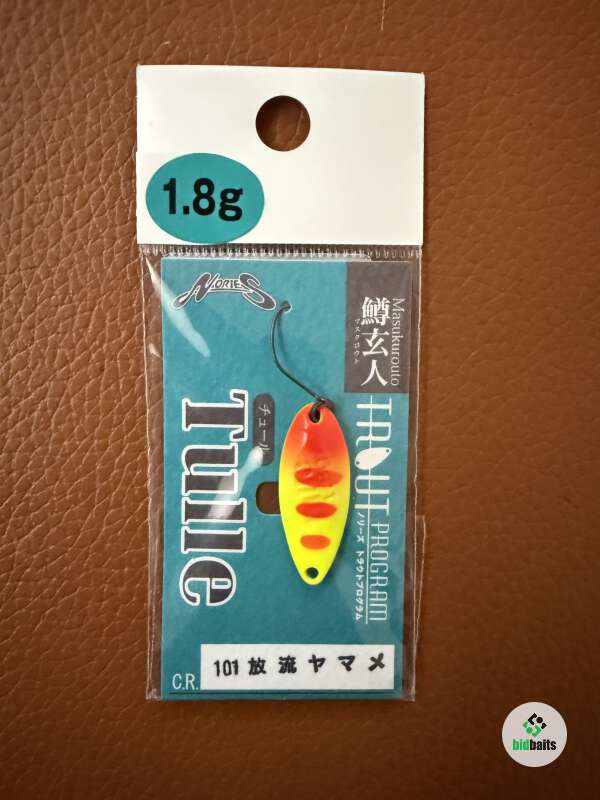 1.8g
NORIES
鱒玄人
マスクロウト
Masukurouto
TROUT PROGRAM
ノリーズ トラウトプログラム
チュール
Tulle
C.R. 101 放流ヤマメ
bidbaits